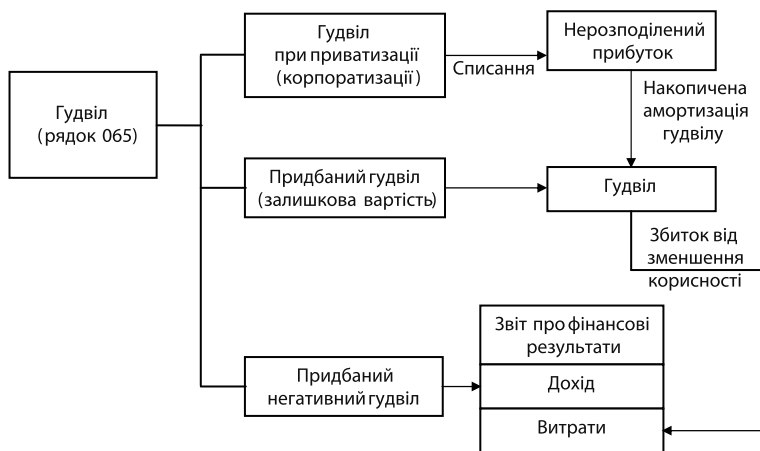 Гудвіл
(рядок 065)
Гудвіл
при приватизації
(корпоратизації)
Списання
Нерозподілений
прибуток
Накопичена
амортизація
гудвілу
Придбаний гудвіл
(залишкова вартість)
Гудвіл
Збиток від
зменшення
корисності
Придбаний
негативний гудвіл
Звіт про фінансові
результати
Дохід
Витрати